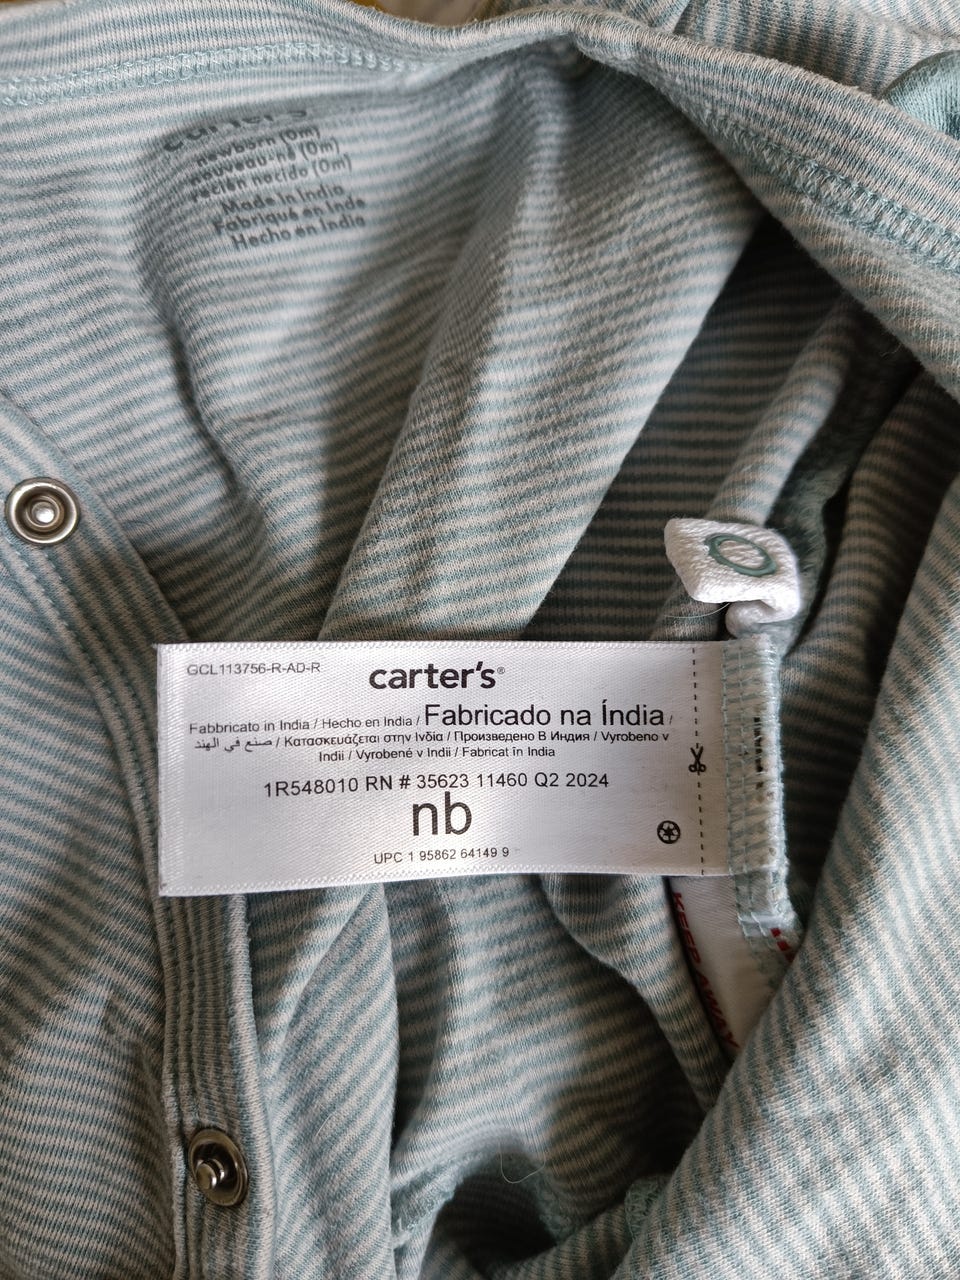 carter's
newborn (0m)
nouveau-né (0m)
recién nacido (0m)
Made in India
Fabriqué en Inde
Hecho en India
GCL113756-R-AD-R
carter's®
Fabbricato in India / Hecho en India / Fabricado na Índia /
صنع في الهند / Κατασκευάζεται στην Ινδία / Произведено В Индия / Vyrobeno v
Indii / Vyrobené v Indii / Fabricat în India
1R548010 RN # 35623 11460 Q2 2024
nb
UPC 1 95862 64149 9
KEEP AWAY